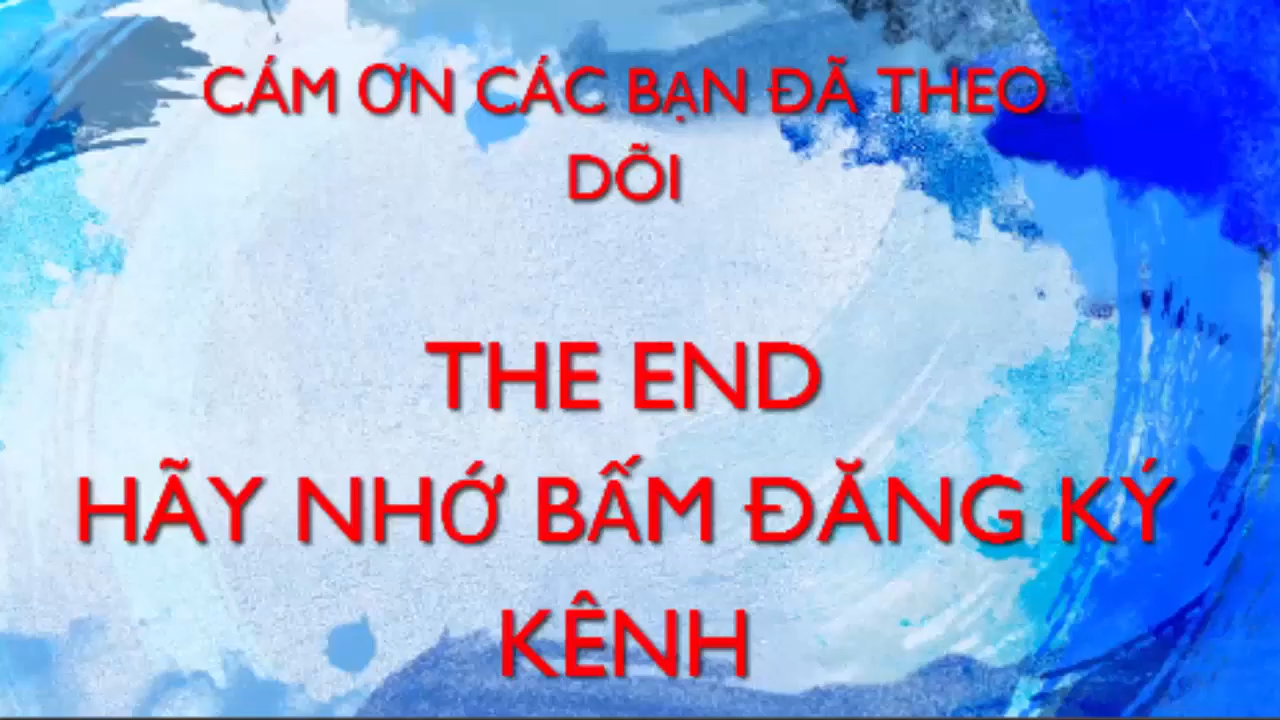 CÁM ƠN CÁC BẠN ĐÃ THEO
DÕI
THE END
HÃY NHỚ BẤM ĐĂNG KÝ
KÊNH